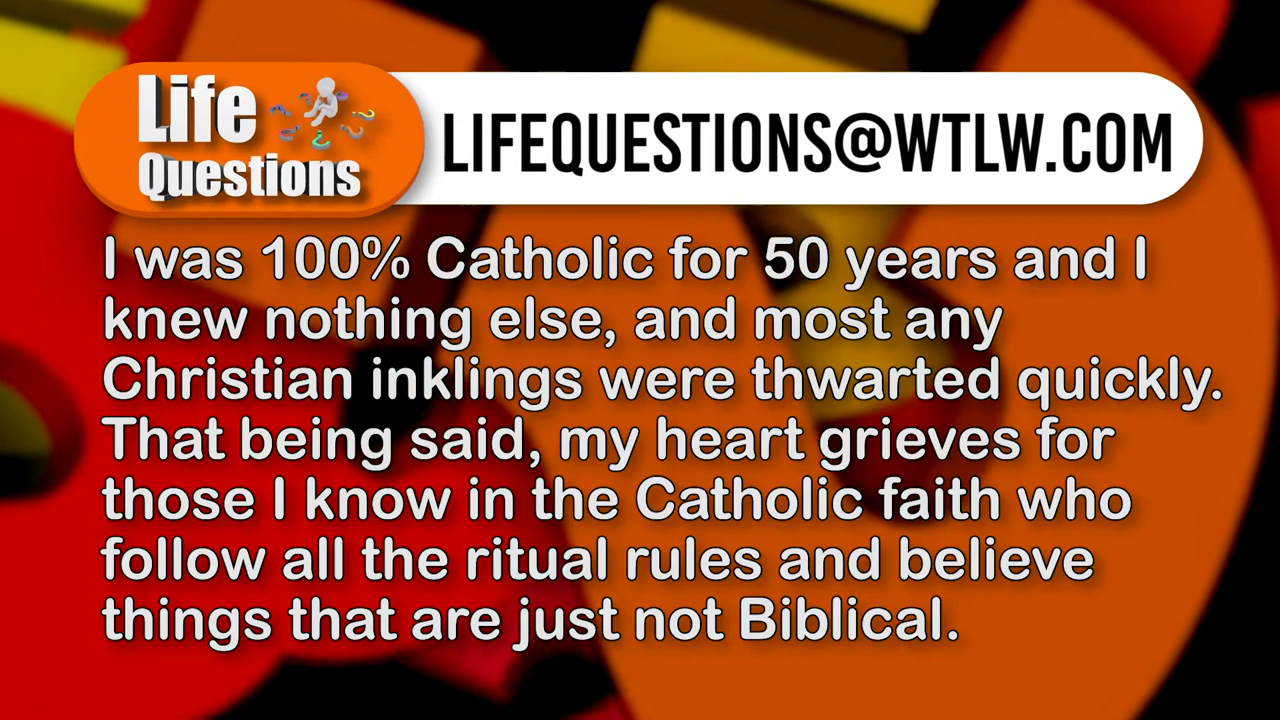 Life
Questions
LIFEQUESTIONS@WTLW.COM
I was 100% Catholic for 50 years and I
knew nothing else, and most any
Christian inklings were thwarted quickly.
That being said, my heart grieves for
those I know in the Catholic faith who
follow all the ritual rules and believe
things that are just not Biblical.